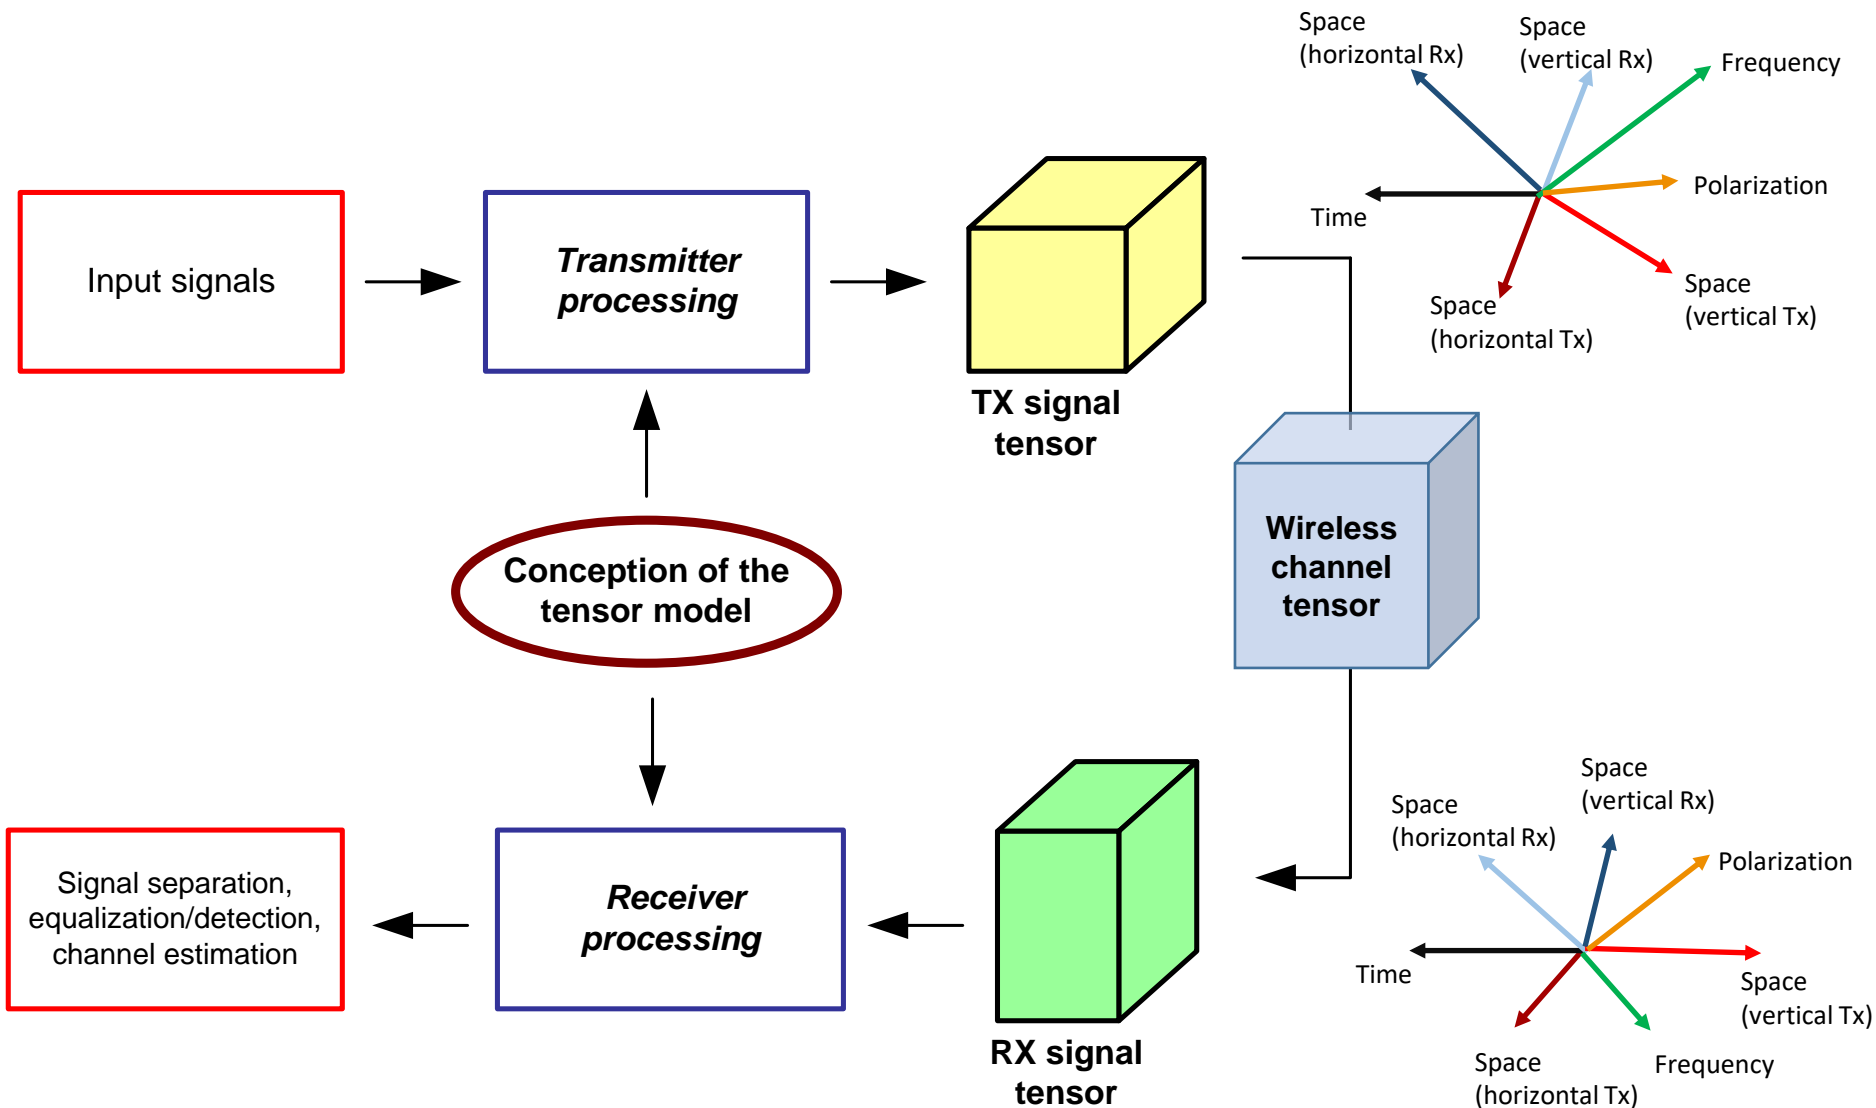 Space
(horizontal Rx)
Space
(vertical Rx)
Frequency
Polarization
Time
Space
(vertical Tx)
Space
(horizontal Tx)
Input signals
Transmitter
processing
TX signal
tensor
Wireless
channel
tensor
Conception of the
tensor model
Space
(vertical Rx)
Space
(horizontal Rx)
Polarization
Time
Space
(vertical Tx)
Space
(horizontal Tx)
Frequency
Signal separation,
equalization/detection,
channel estimation
Receiver
processing
RX signal
tensor